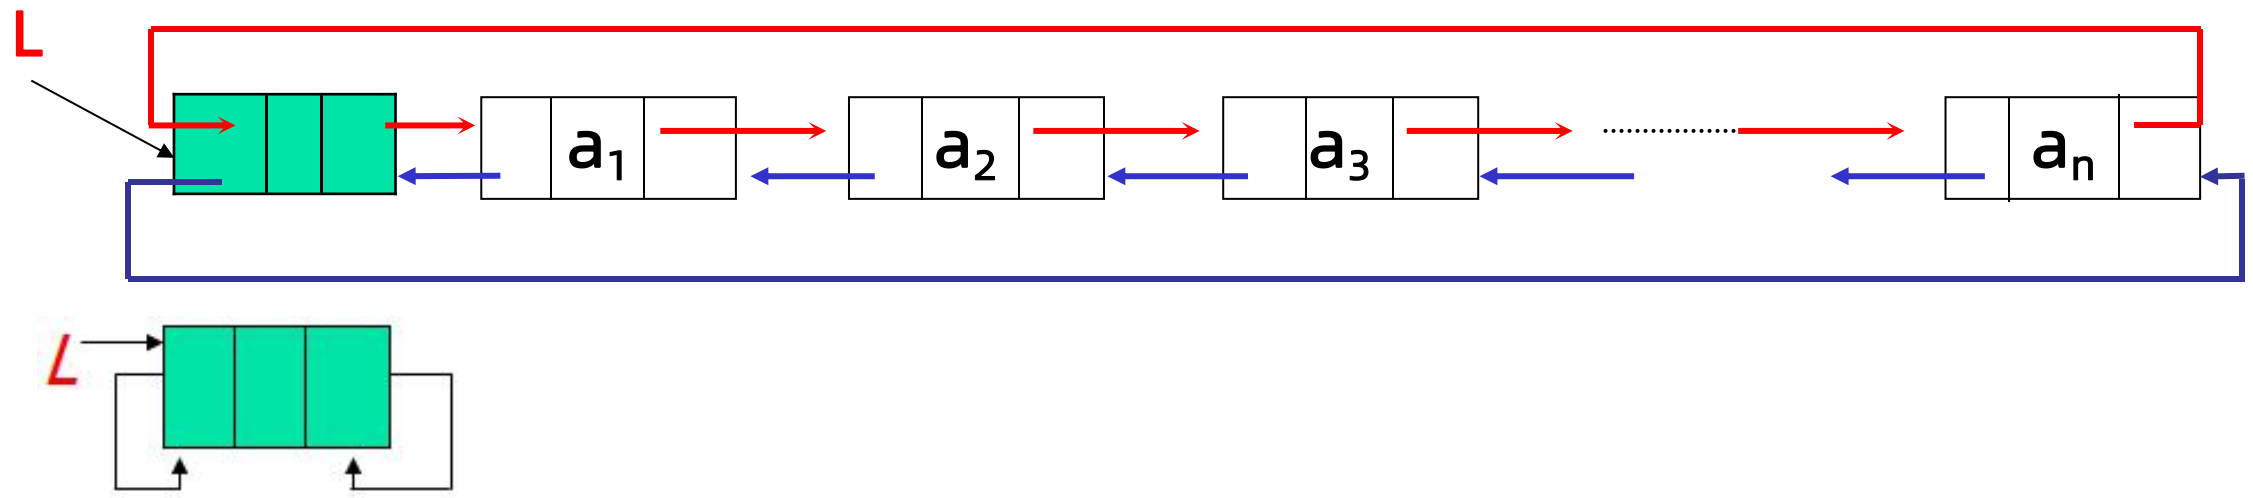 L
a₁ a₂ a₃ ............... aₙ
L